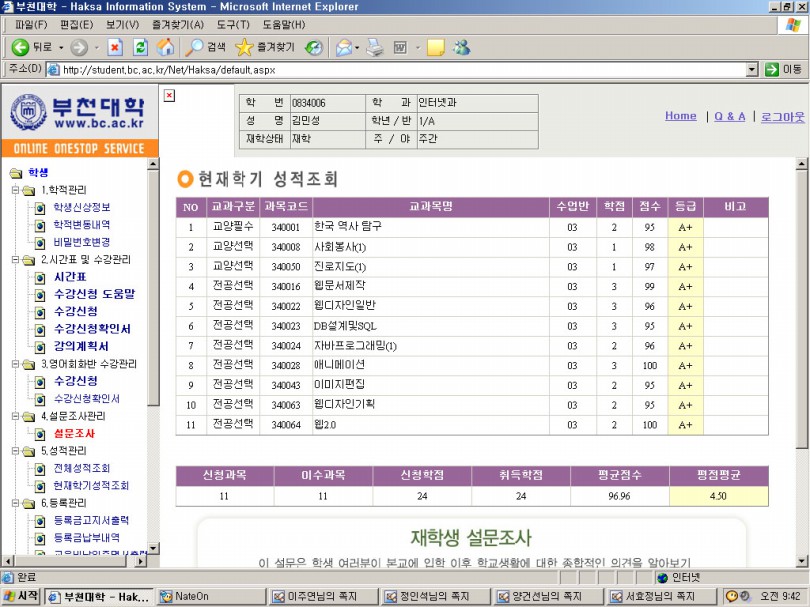 부천대학 - Haksa Information System - Microsoft Internet Explorer
파일(F) 편집(E) 보기(V) 즐겨찾기(A) 도구(T) 도움말(H)
뒤로 검색 즐겨찾기
주소(D) http://student.bc.ac.kr/Net/Haksa/default.aspx 이동
부천대학
www.bc.ac.kr
ONLINE ONESTOP SERVICE
학 번 0834006 학 과 인터넷과
성 명 김민성 학년 / 반 1/A
재학상태 재학 주 / 야 주간
Home | Q & A | 로그아웃
학생
1.학적관리
학생신상정보
학적변동내역
비밀번호변경
2.시간표 및 수강관리
시간표
수강신청 도움말
수강신청
수강신청확인서
강의계획서
3.영어회화반 수강관리
수강신청
수강신청확인서
4.설문조사관리
설문조사
5.성적관리
전체성적조회
현재학기성적조회
6.등록관리
등록금고지서출력
등록금납부내역
현재학기 성적조회
NO 교과구분 과목코드 교과목명 수업반 학점 점수 등급 비고
1 교양필수 340001 한국 역사 탐구 03 2 95 A+
2 교양선택 340008 사회봉사(1) 03 1 98 A+
3 교양선택 340050 진로지도(1) 03 1 97 A+
4 전공선택 340016 웹문서제작 03 3 99 A+
5 전공선택 340022 웹디자인일반 03 3 96 A+
6 전공선택 340023 DB설계및SQL 03 3 95 A+
7 전공선택 340024 자바프로그래밍(1) 03 2 96 A+
8 전공선택 340028 애니메이션 03 3 100 A+
9 전공선택 340043 이미지편집 03 2 95 A+
10 전공선택 340063 웹디자인기획 03 2 95 A+
11 전공선택 340064 웹2.0 03 2 100 A+
신청과목 이수과목 신청학점 취득학점 평균점수 평점평균
11 11 24 24 96.96 4.50
재학생 설문조사
이 설문은 학생 여러분이 본교에 입학 이후 학교생활에 대한 종합적인 의견을 알아보기
완료 인터넷
시작 부천대학 - Hak... NateOn 이주연님의 쪽지 정인석님의 쪽지 양건선님의 쪽지 서효정님의 쪽지 오전 9:42